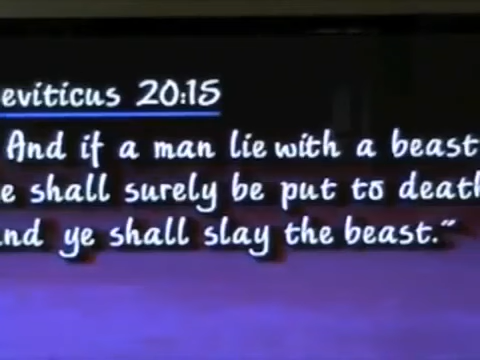 eviticus 20:15
And if a man lie with a beast
e shall surely be put to death
nd ye shall slay the beast."